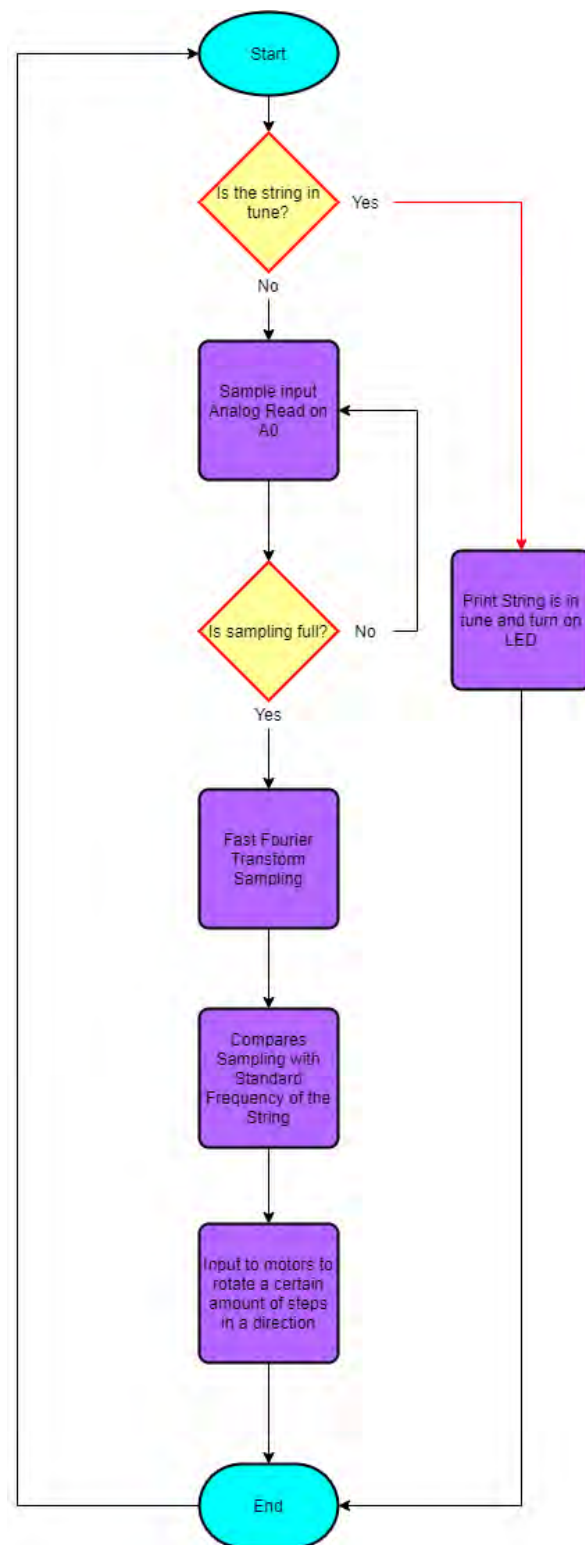 Start
Is the string in
tune?
Yes
No
Sample input
Analog Read on
A0
Is sampling full?
No
Yes
Print String is in
tune and turn on
LED
Fast Fourier
Transform
Sampling
Compares
Sampling with
Standard
Frequency of the
String
Input to motors to
rotate a certain
amount of steps
in a direction
End